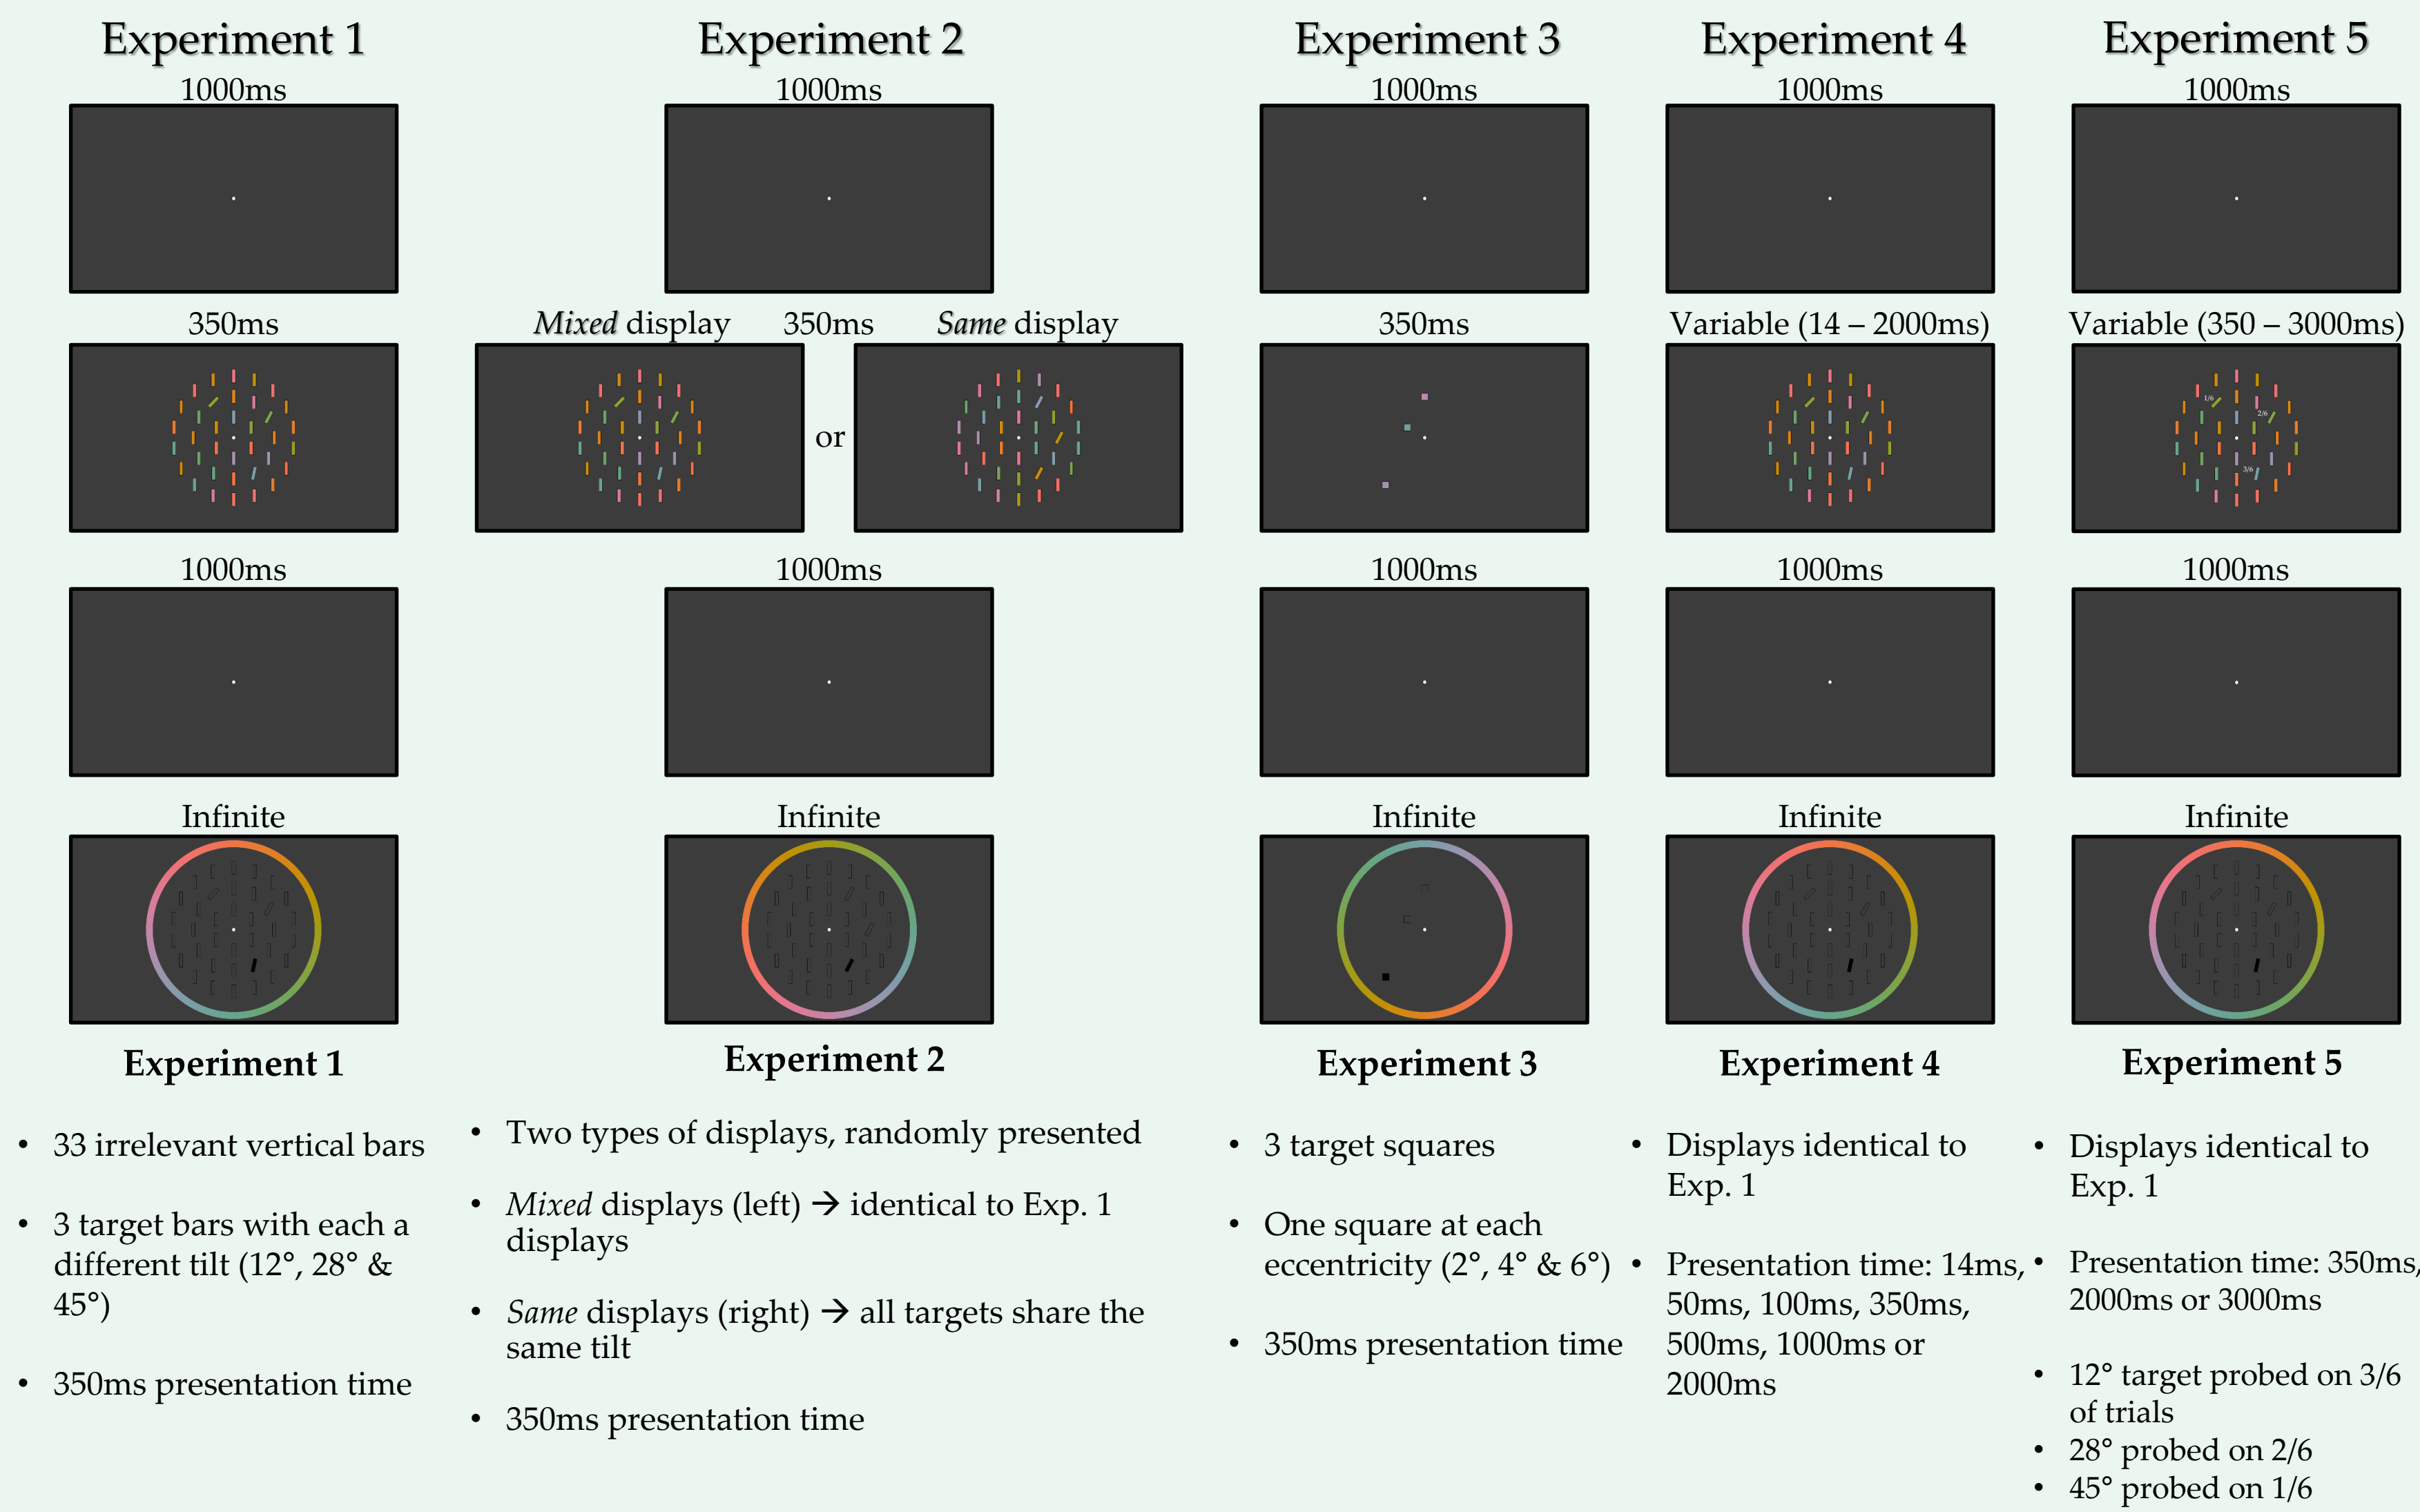 Experiment 1
1000ms
350ms
1000ms
Infinite
Experiment 1
• 33 irrelevant vertical bars
• 3 target bars with each a
different tilt (12°, 28° &
45°)
• 350ms presentation time
Experiment 2
1000ms
Mixed display 350ms Same display
or
1000ms
Infinite
Experiment 2
• Two types of displays, randomly presented
• Mixed displays (left) → identical to Exp. 1
displays
• Same displays (right) → all targets share the
same tilt
• 350ms presentation time
Experiment 3
1000ms
350ms
1000ms
Infinite
Experiment 3
• 3 target squares
• One square at each
eccentricity (2°, 4° & 6°)
• 350ms presentation time
Experiment 4
1000ms
Variable (14 – 2000ms)
1000ms
Infinite
Experiment 4
• Displays identical to
Exp. 1
• Presentation time: 14ms,
50ms, 100ms, 350ms,
500ms, 1000ms or
2000ms
Experiment 5
1000ms
Variable (350 – 3000ms)
1/6
2/6
3/6
1000ms
Infinite
Experiment 5
• Displays identical to
Exp. 1
• Presentation time: 350ms,
2000ms or 3000ms
• 12° target probed on 3/6
of trials
• 28° probed on 2/6
• 45° probed on 1/6